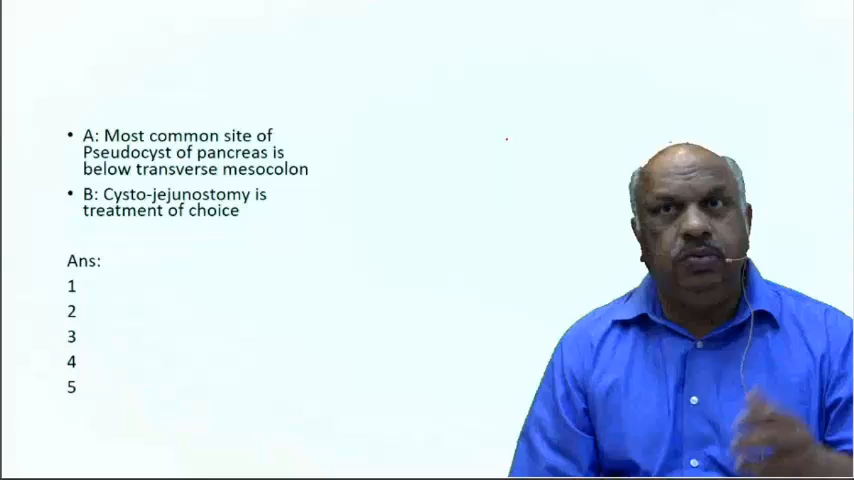 • A: Most common site of
Pseudocyst of pancreas is
below transverse mesocolon
• B: Cysto-jejunostomy is
treatment of choice
Ans:
1
2
3
4
5